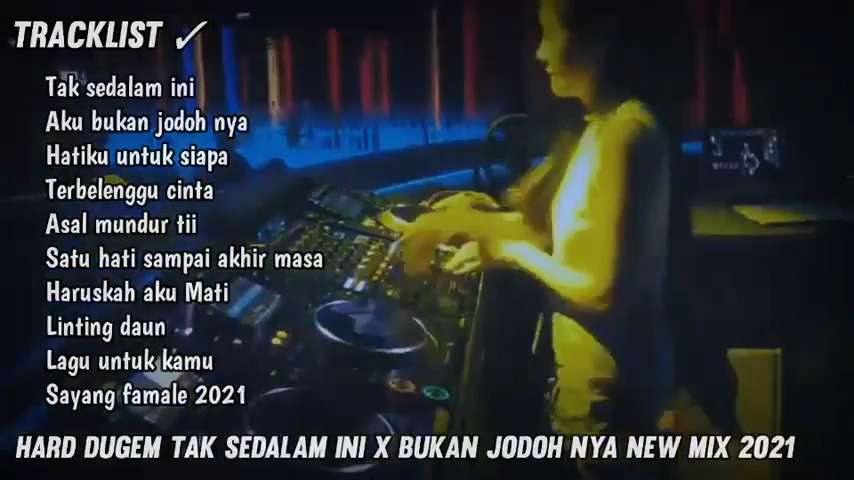 TRACKLIST ✓
Tak sedalam ini
Aku bukan jodoh nya
Hatiku untuk siapa
Terbelenggu cinta
Asal mundur tii
Satu hati sampai akhir masa
Haruskah aku Mati
Linting daun
Lagu untuk kamu
Sayang famale 2021
HARD DUGEM TAK SEDALAM INI X BUKAN JODOH NYA NEW MIX 2021